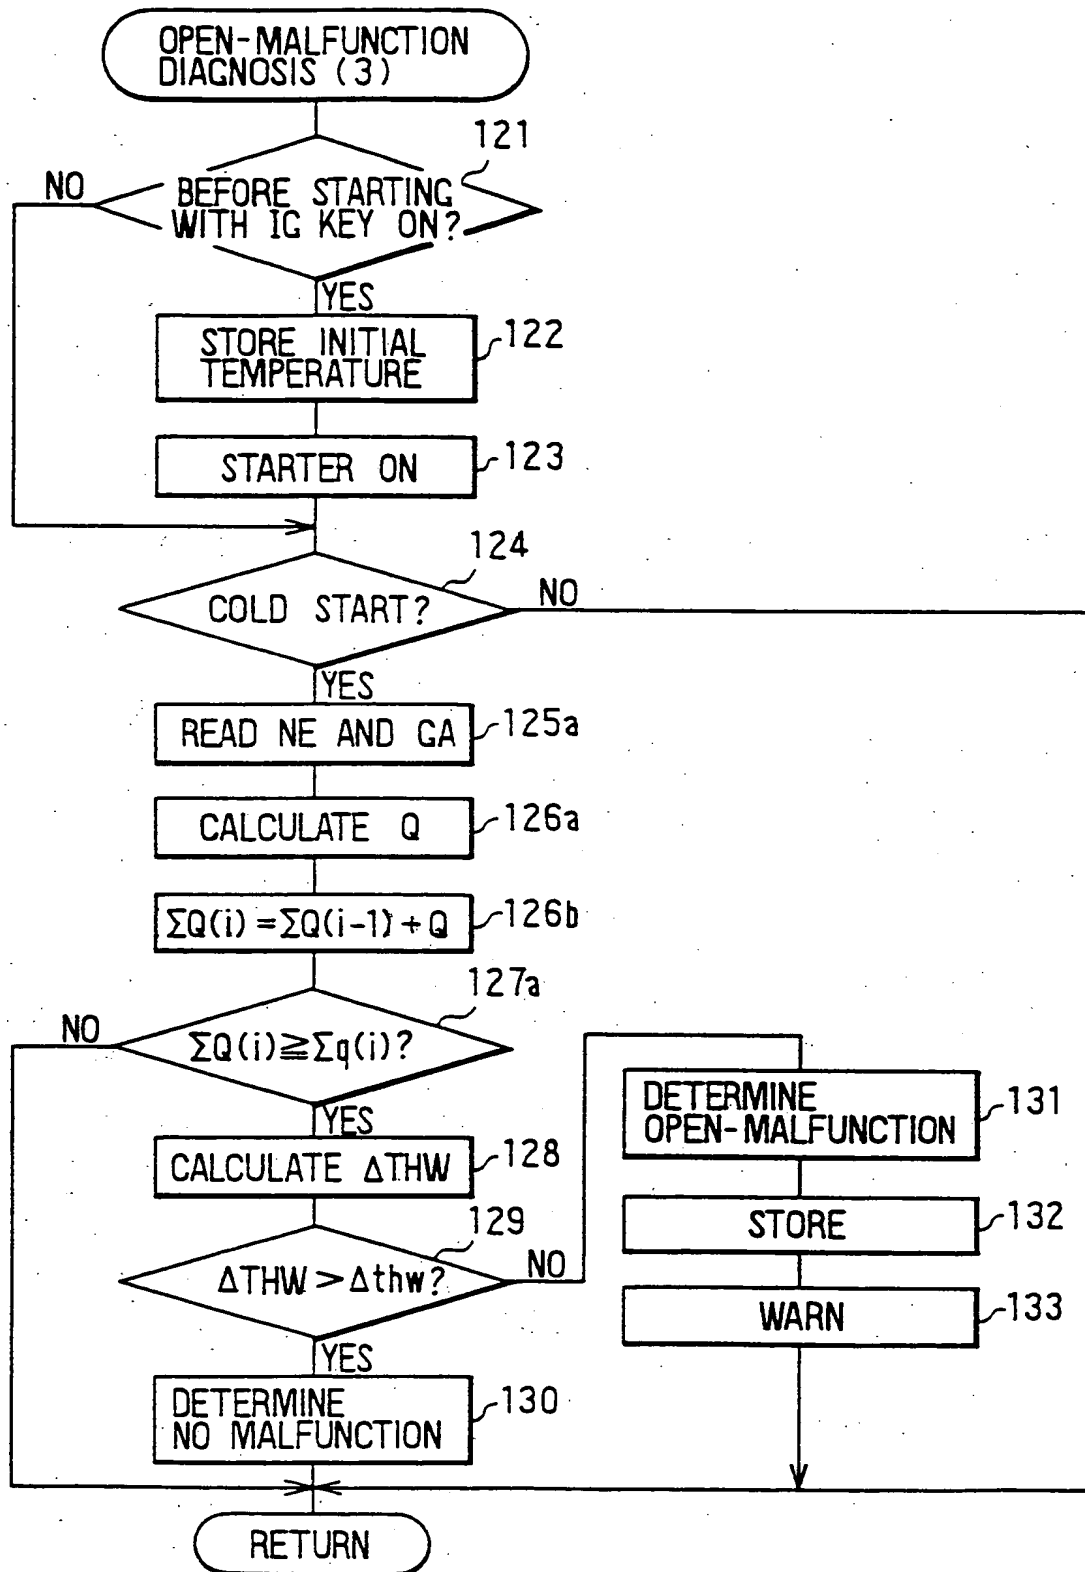 OPEN-MALFUNCTION
DIAGNOSIS (3)
121
NO
BEFORE STARTING
WITH IG KEY ON?
YES
STORE INITIAL
TEMPERATURE
122
STARTER ON
123
124
COLD START?
NO
YES
READ NE AND GA
125a
CALCULATE Q
126a
ΣQ(i)=ΣQ(i-1)+Q
126b
127a
NO
ΣQ(i)≧Σq(i)?
YES
DETERMINE
OPEN-MALFUNCTION
131
CALCULATE ΔTHW
128
STORE
132
129
ΔTHW>Δthw?
NO
WARN
133
YES
DETERMINE
NO MALFUNCTION
130
RETURN